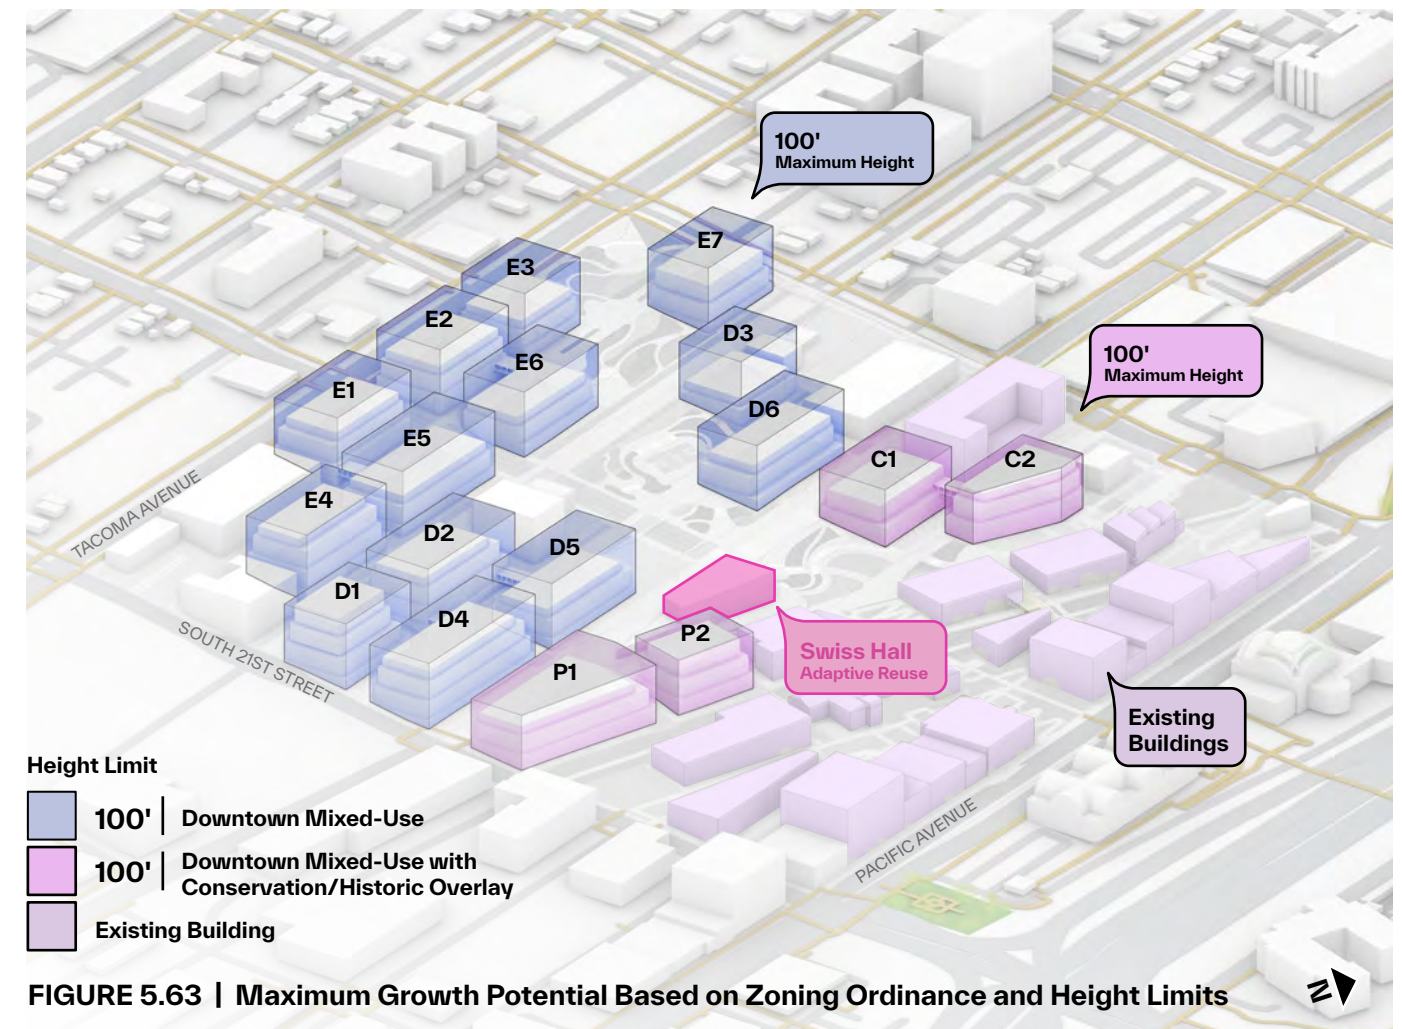 100'
Maximum Height
E7
E3
E2
D3
E6
100'
Maximum Height
E1
D6
E5
C1
C2
TACOMA AVENUE
E4
D2
D5
D1
D4
P2
SOUTH 21ST STREET
Swiss Hall
Adaptive Reuse
P1
Existing
Buildings
PACIFIC AVENUE
Height Limit
100' | Downtown Mixed-Use
100' | Downtown Mixed-Use with
Conservation/Historic Overlay
Existing Building
FIGURE 5.63 | Maximum Growth Potential Based on Zoning Ordinance and Height Limits
N